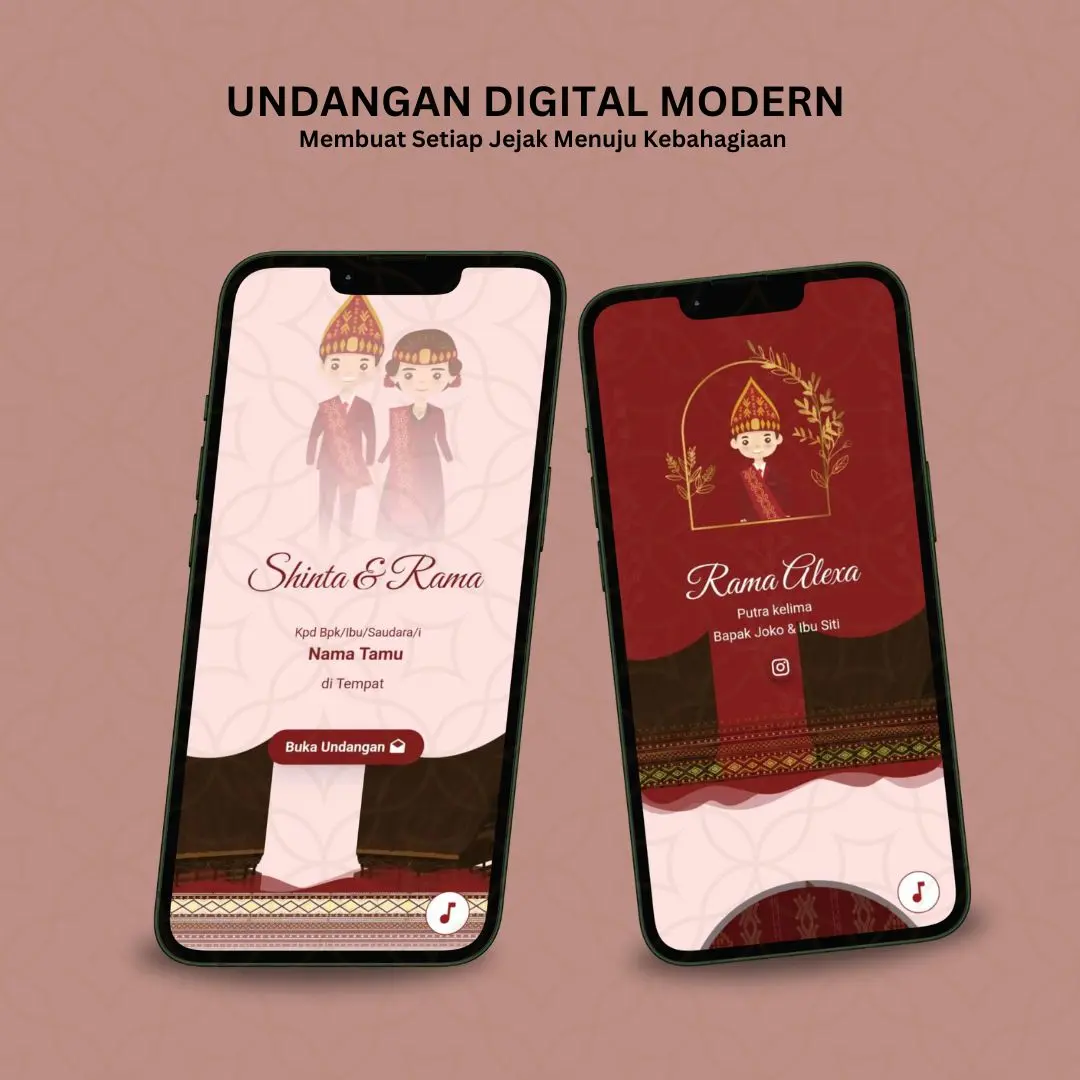 UNDANGAN DIGITAL MODERN
Membuat Setiap Jejak Menuju Kebahagiaan
Shinta & Rama
Kpd Bpk/Ibu/Saudara/i
Nama Tamu
di Tempat
Buka Undangan
Rama Alexa
Putra kelima
Bapak Joko & Ibu Siti